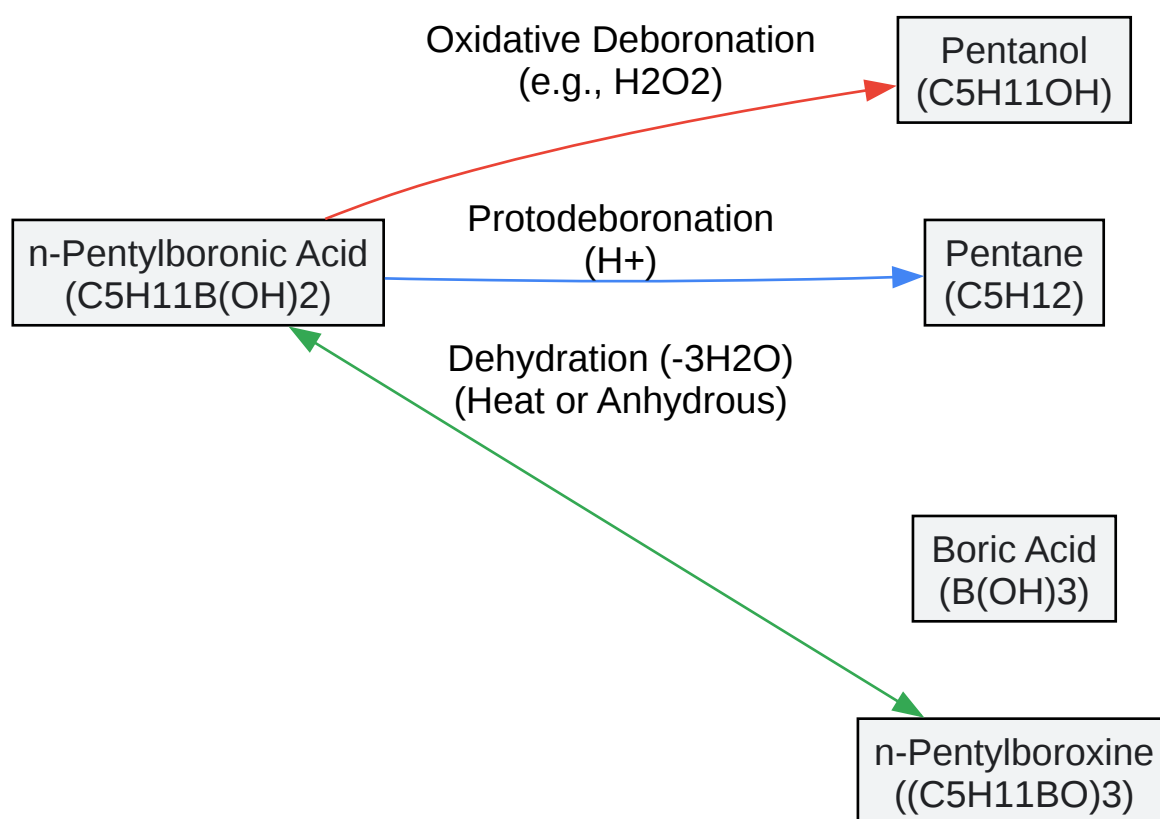 Oxidative Deboronation
(e.g., H2O2)
Pentanol
(C5H11OH)
n-Pentylboronic Acid
(C5H11B(OH)2)
Protodeboronation
(H+)
Pentane
(C5H12)
Dehydration (-3H2O)
(Heat or Anhydrous)
Boric Acid
(B(OH)3)
n-Pentylboroxine
((C5H11BO)3)